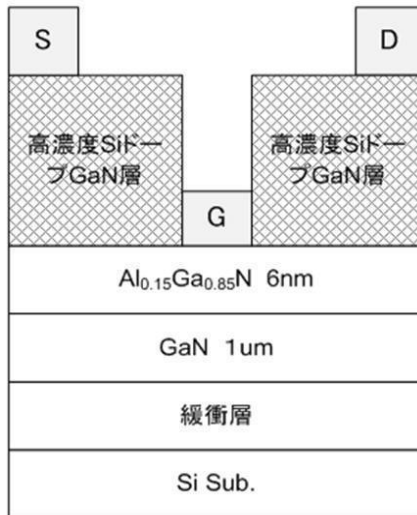 S
D
高濃度Siドー
プGaN層
高濃度Siドー
プGaN層
G
Al0.15Ga0.85N 6nm
GaN 1um
緩衝層
Si Sub.